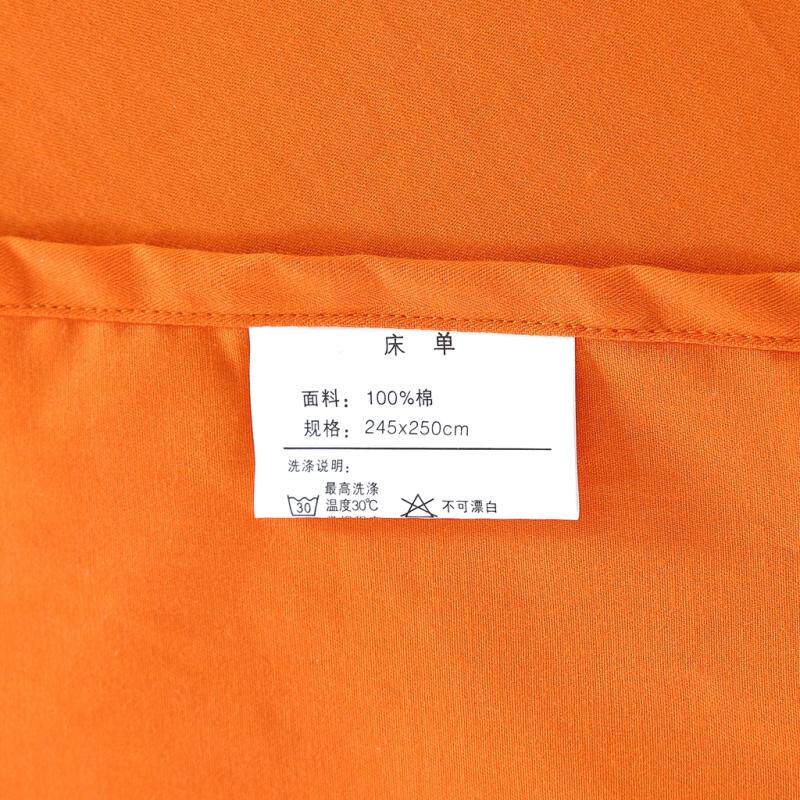 床 单
面料：100%棉
规格：245x250cm
洗涤说明：
最高洗涤
30 温度30℃ 不可漂白